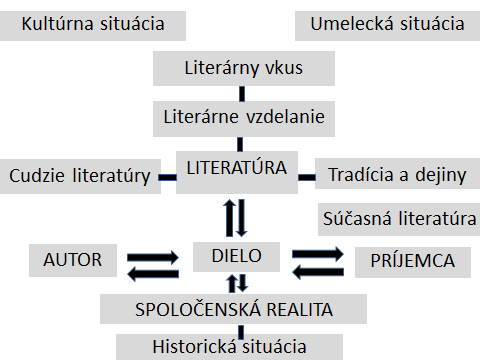 Kultúrna situácia
Umelecká situácia
Literárny vkus
Literárne vzdelanie
LITERATÚRA
Cudzie literatúry
Tradícia a dejiny
Súčasná literatúra
AUTOR
DIELO
PRÍJEMCA
SPOLOČENSKÁ REALITA
Historická situácia